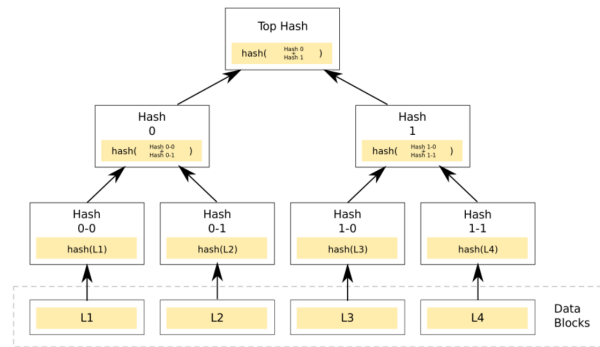 Top Hash
hash( Hash 0 + Hash 1 )
Hash
0
hash( Hash 0-0 + Hash 0-1 )
Hash
1
hash( Hash 1-0 + Hash 1-1 )
Hash
0-0
hash(L1)
Hash
0-1
hash(L2)
Hash
1-0
hash(L3)
Hash
1-1
hash(L4)
L1
L2
L3
L4
Data
Blocks